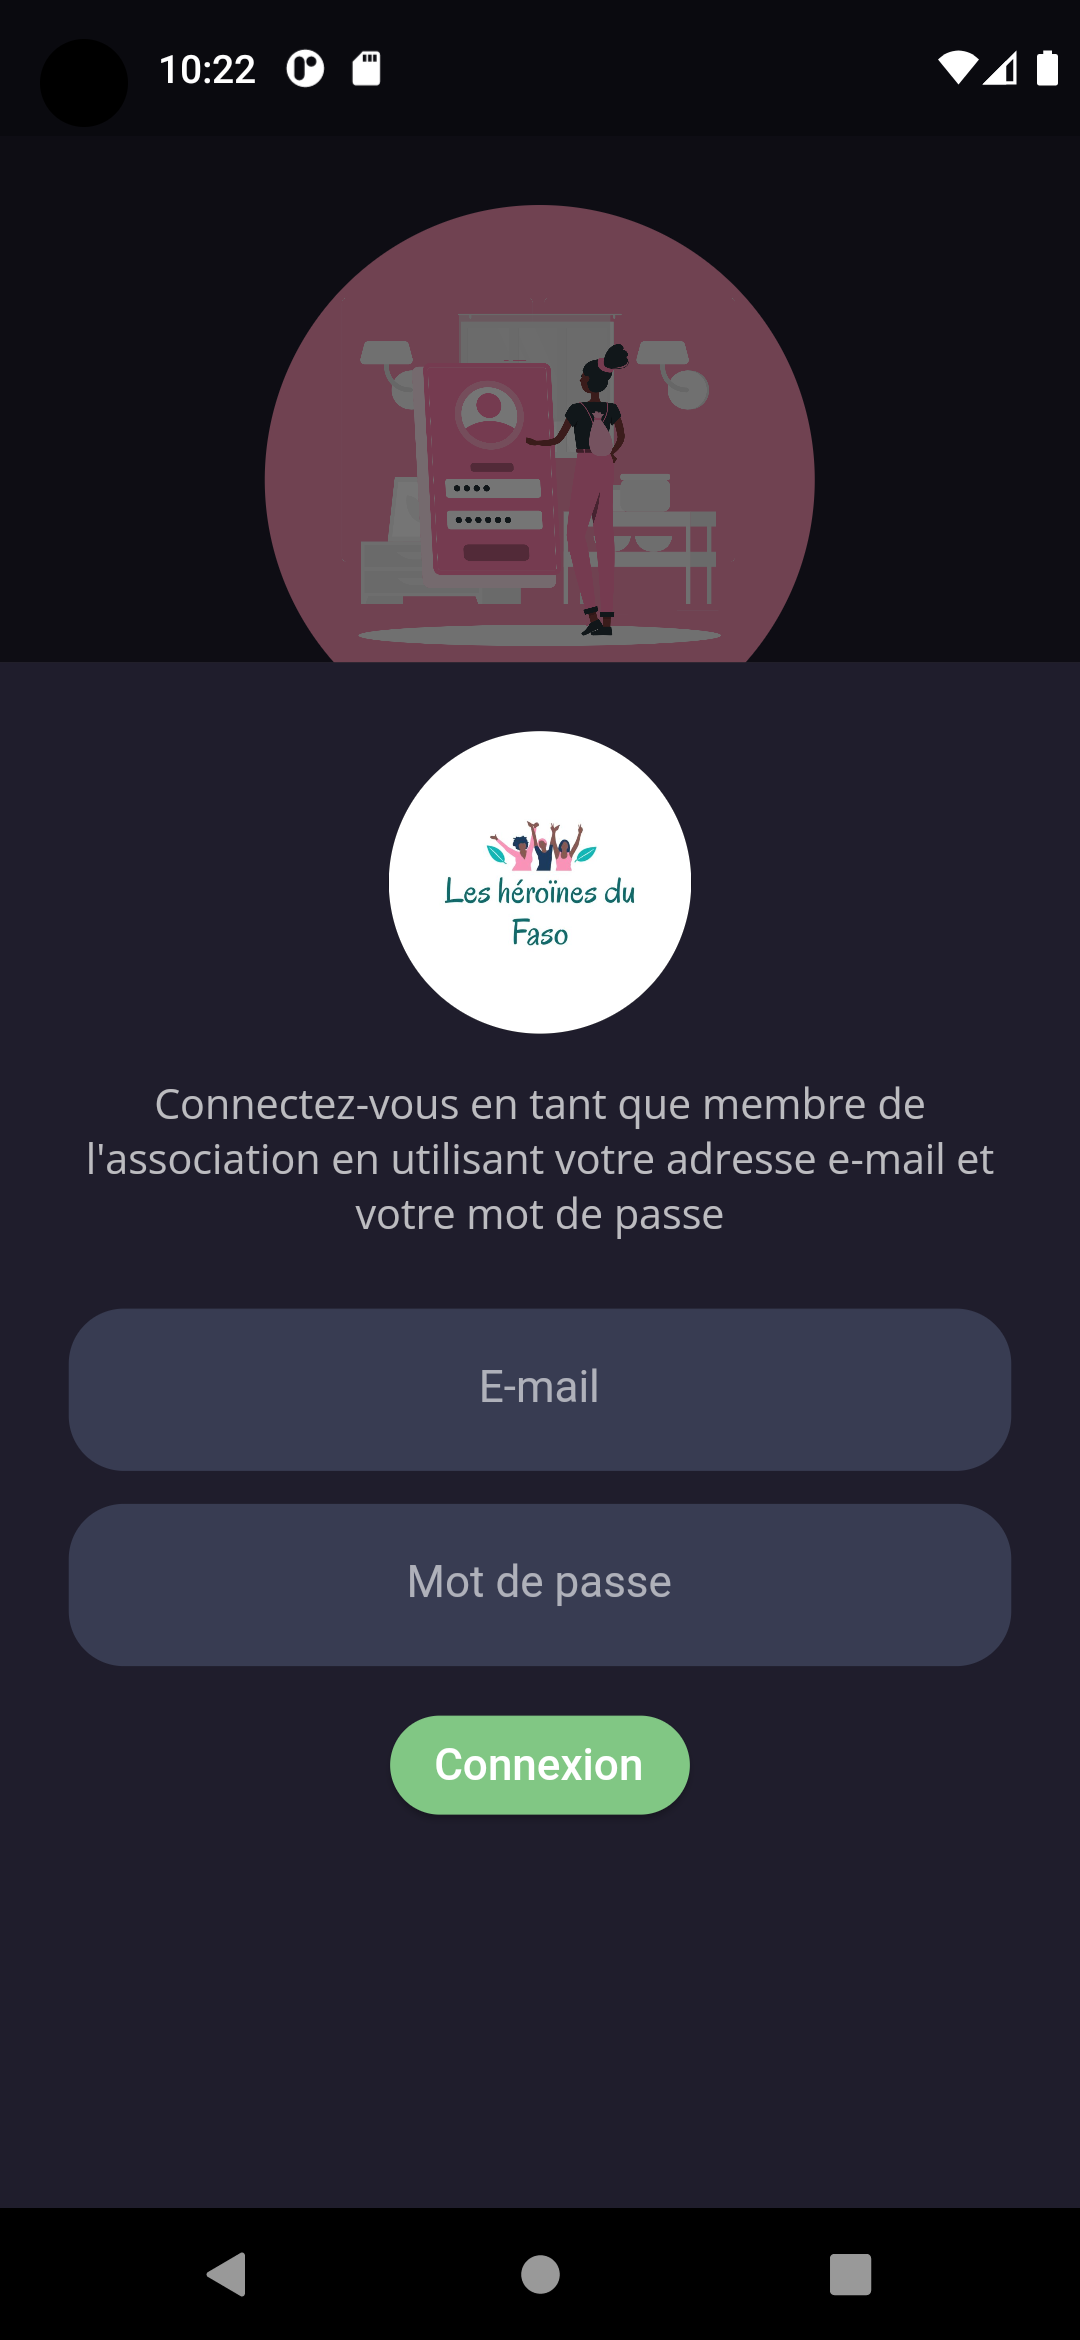 10:22
Les héroïnes du
Faso
Connectez-vous en tant que membre de
l'association en utilisant votre adresse e-mail et
votre mot de passe
E-mail
Mot de passe
Connexion